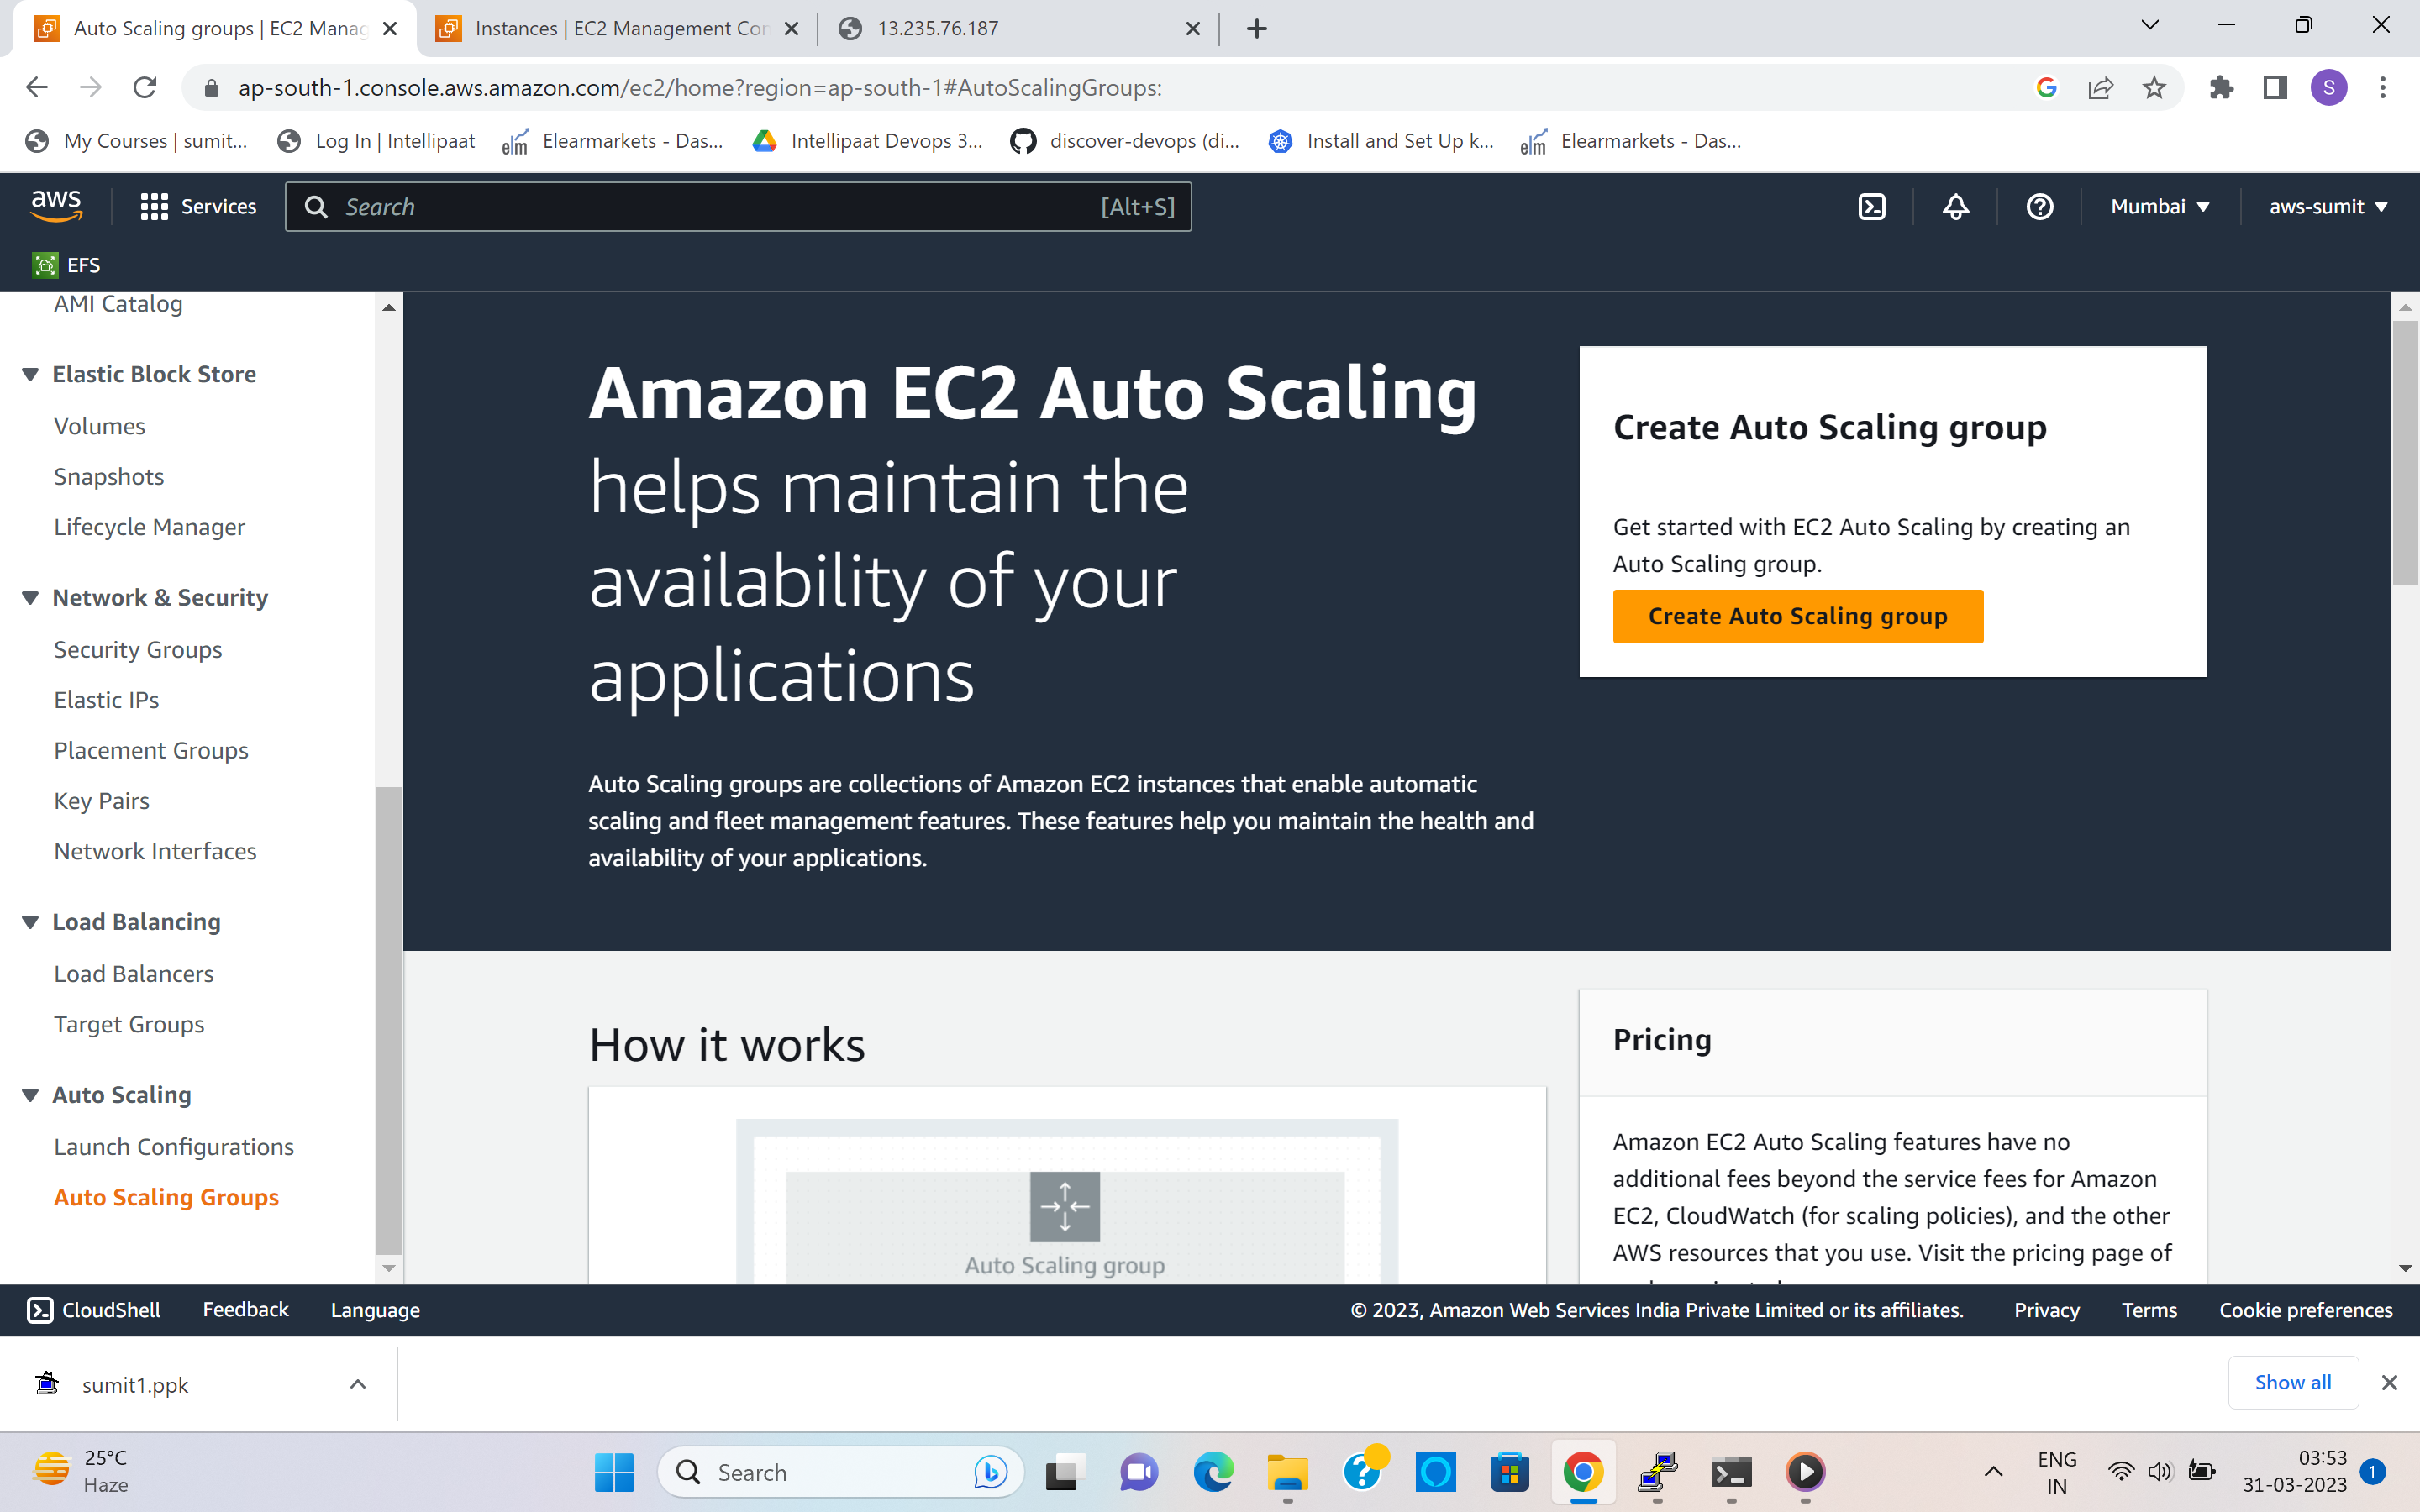 Auto Scaling groups | EC2 Manag
Instances | EC2 Management Con
13.235.76.187
ap-south-1.console.aws.amazon.com/ec2/home?region=ap-south-1#AutoScalingGroups:
S
My Courses | sumit...
Log In | Intellipaat
elm
Elearmarkets - Das...
Intellipaat Devops 3...
discover-devops (di...
Install and Set Up k...
elm
Elearmarkets - Das...
aws
Services
Search
[Alt+S]
Mumbai
aws-sumit
EFS
AMI Catalog
Elastic Block Store
Volumes
Snapshots
Lifecycle Manager
Network & Security
Security Groups
Elastic IPs
Placement Groups
Key Pairs
Network Interfaces
Load Balancing
Load Balancers
Target Groups
Auto Scaling
Launch Configurations
Auto Scaling Groups
Amazon EC2 Auto Scaling
helps maintain the
availability of your
applications
Auto Scaling groups are collections of Amazon EC2 instances that enable automatic
scaling and fleet management features. These features help you maintain the health and
availability of your applications.
Create Auto Scaling group
Get started with EC2 Auto Scaling by creating an
Auto Scaling group.
Create Auto Scaling group
How it works
Auto Scaling group
Pricing
Amazon EC2 Auto Scaling features have no
additional fees beyond the service fees for Amazon
EC2, CloudWatch (for scaling policies), and the other
AWS resources that you use. Visit the pricing page of
CloudShell
Feedback
Language
© 2023, Amazon Web Services India Private Limited or its affiliates.
Privacy
Terms
Cookie preferences
sumit1.ppk
Show all
25°C
Haze
Search
ENG
IN
03:53
31-03-2023
1